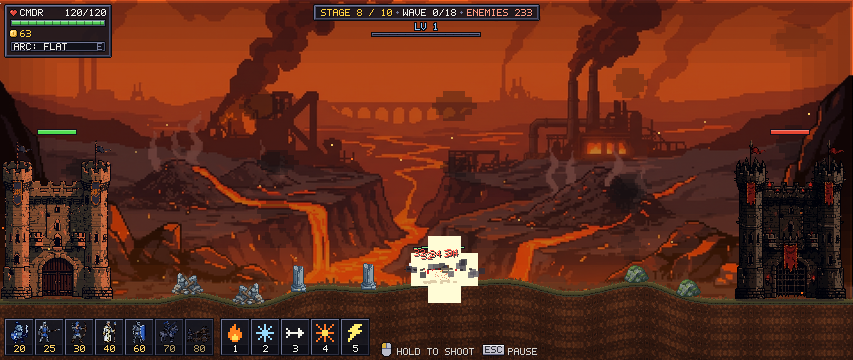 CMDR 120/120
63
ARC: FLAT E
STAGE 8 / 10 · WAVE 0/18 · ENEMIES 233
LV 1
20 25 30 40 60 70 80
1 2 3 4 5
HOLD TO SHOOT ESC PAUSE